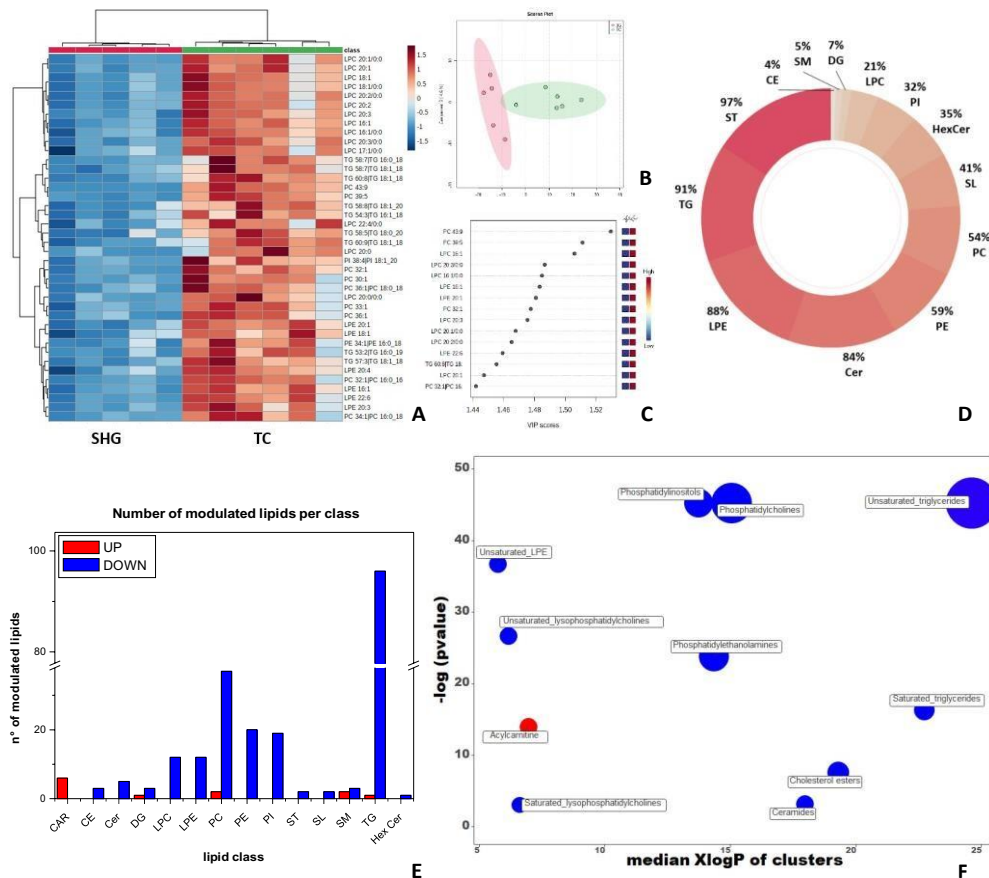 class
LPC 20:1/0:0
LPC 20:1
LPC 18:1
LPC 18:1/0:0
LPC 20:2/0:0
LPC 20:2
LPC 20:3
LPC 16:1
LPC 16:1/0:0
LPC 20:3/0:0
LPC 17:1/0:0
TG 58:7|TG 16:0_18
TG 58:7|TG 18:1_18
TG 60:8|TG 18:1_18
PC 43:9
PC 39:5
TG 58:8|TG 18:1_20
TG 54:3|TG 16:1_18
LPC 22:4/0:0
TG 58:5|TG 18:0_20
TG 60:9|TG 18:1_18
LPC 20:0
PI 38:4|PI 18:1_20
PC 32:1
PC 30:1
PC 36:1|PC 18:0_18
LPC 20:0/0:0
PC 33:1
PC 36:1
LPE 20:1
LPE 18:1
PE 34:1|PE 16:0_18
TG 53:2|TG 16:0_19
TG 57:3|TG 18:1_18
LPE 20:4
PC 32:1|PC 16:0_16
LPE 16:1
LPE 22:6
LPE 20:3
PC 34:1|PC 16:0_18
1.5
1
0.5
0
-0.5
-1
-1.5
SHG
TC
A
Scores Plot
B
PC 43:9
PC 39:5
LPC 16:1
LPC 20:3/0:0
LPC 16:1/0:0
LPE 18:1
LPE 20:1
PC 32:1
LPC 20:3
LPC 20:1/0:0
LPC 20:2/0:0
LPE 22:6
TG 60:8|TG 18:
LPC 20:1
PC 32:1|PC 16:
1.44
1.46
1.48
1.50
1.52
VIP scores
High
Low
C
4%
CE
5%
SM
7%
DG
21%
LPC
32%
PI
35%
HexCer
41%
SL
54%
PC
59%
PE
84%
Cer
88%
LPE
91%
TG
97%
ST
D
Number of modulated lipids per class
UP
DOWN
n° of modulated lipids
100
80
20
0
CAR
CE
Cer
DG
LPC
LPE
PC
PE
PI
ST
SL
SM
TG
Hex Cer
lipid class
E
-log (pvalue)
50
40
30
20
10
0
Phosphatidylinositols
Phosphatidylcholines
Unsaturated_triglycerides
Unsaturated_LPE
Unsaturated_lysophosphatidylcholines
Phosphatidylethanolamines
Saturated_triglycerides
Acylcarnitine
Cholesterol esters
Saturated_lysophosphatidylcholines
Ceramides
5
10
15
20
25
median XlogP of clusters
F